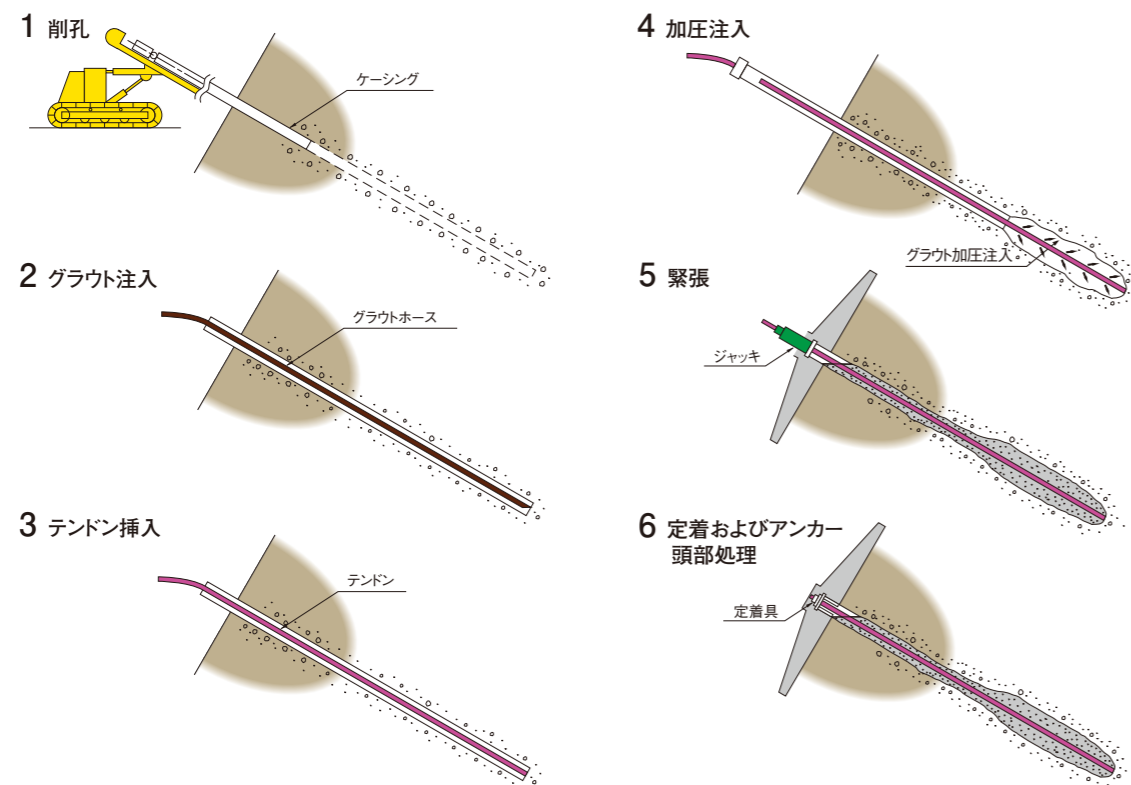 1 削孔
ケーシング
2 グラウト注入
グラウトホース
3 テンドン挿入
テンドン
4 加圧注入
グラウト加圧注入
5 緊張
ジャッキ
6 定着およびアンカー
頭部処理
定着具